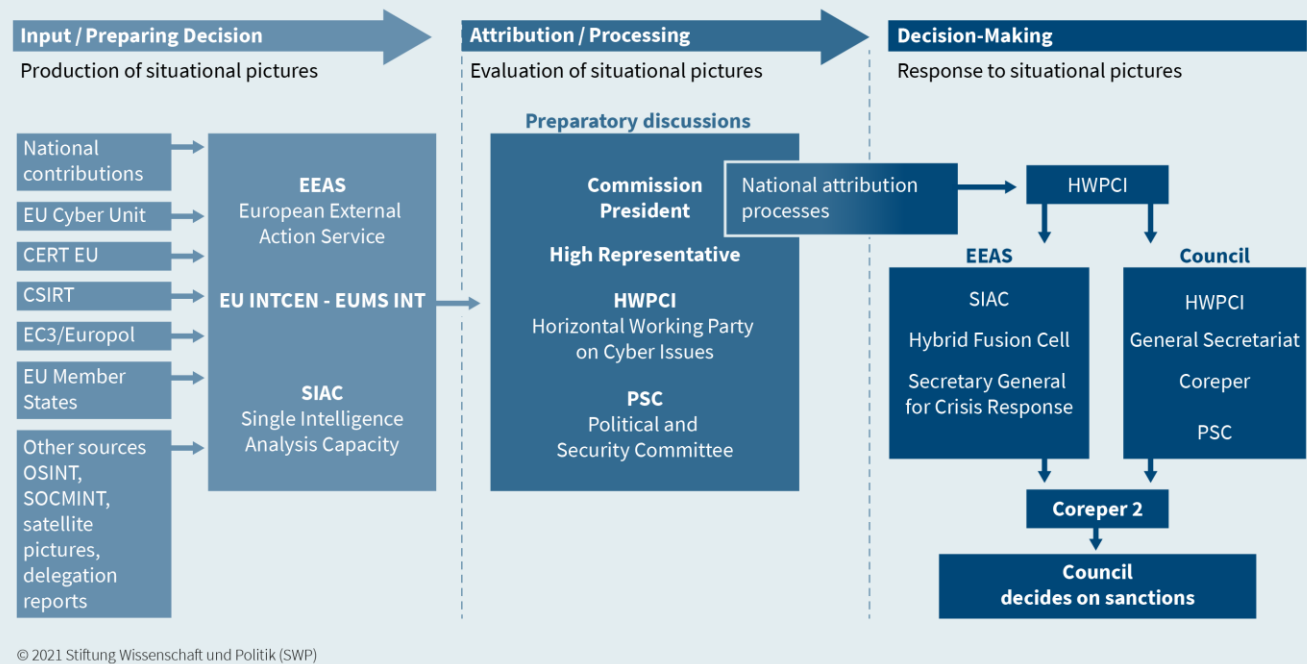 Input / Preparing Decision
Production of situational pictures
National
contributions
EU Cyber Unit
CERT EU
CSIRT
EC3/Europol
EU Member
States
Other sources
OSINT,
SOCMINT,
satellite
pictures,
delegation
reports
EEAS
European External
Action Service
EU INTCEN - EUMS INT
SIAC
Single Intelligence
Analysis Capacity
Attribution / Processing
Evaluation of situational pictures
Preparatory discussions
Commission
President
High Representative
HWPCI
Horizontal Working Party
on Cyber Issues
PSC
Political and
Security Committee
National attribution
processes
Decision-Making
Response to situational pictures
HWPCI
EEAS
SIAC
Hybrid Fusion Cell
Secretary General
for Crisis Response
Council
HWPCI
General Secretariat
Coreper
PSC
Coreper 2
Council
decides on sanctions
© 2021 Stiftung Wissenschaft und Politik (SWP)